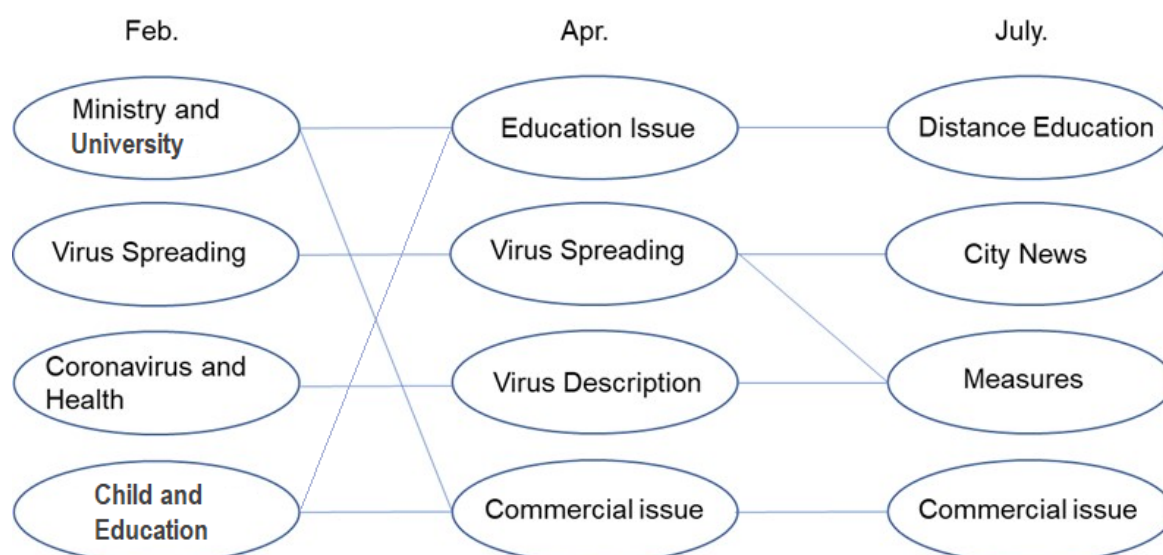 Feb.
Apr.
July.
Ministry and
University
Education Issue
Distance Education
Virus Spreading
Virus Spreading
City News
Coronavirus and
Health
Virus Description
Measures
Child and
Education
Commercial issue
Commercial issue